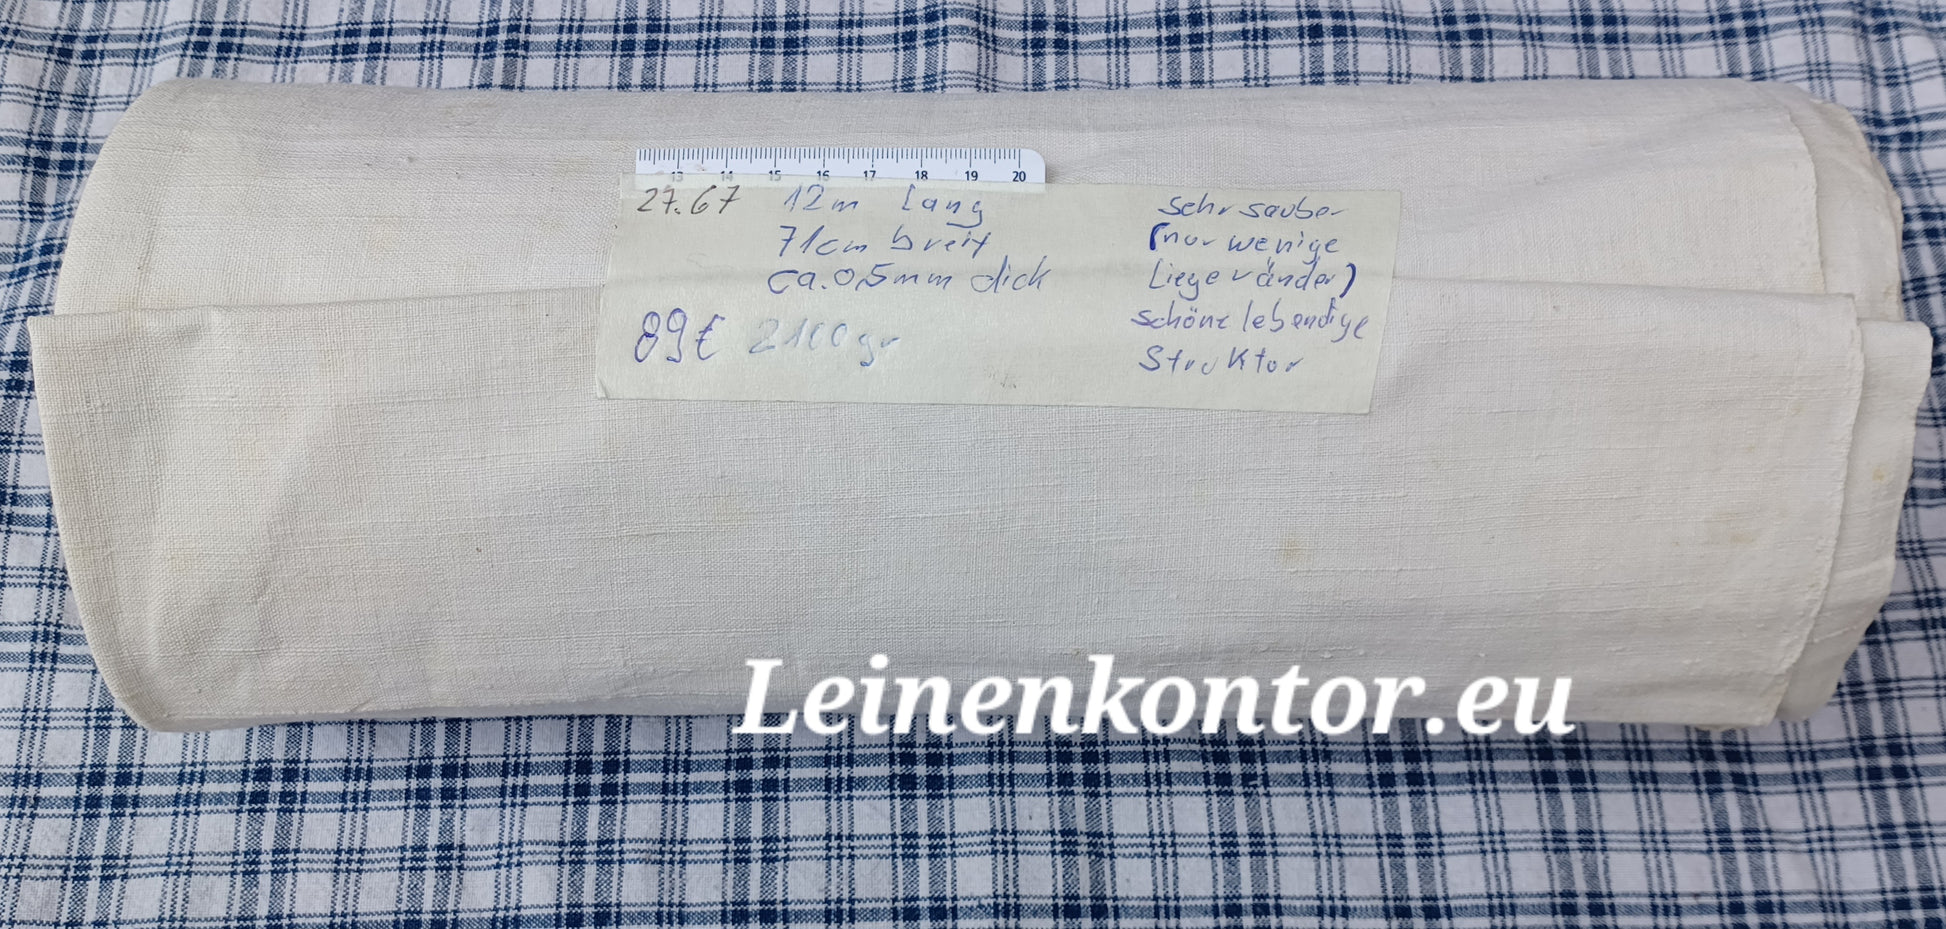 13 14 15 16 17 18 19 20
27.67
12m lang
71cm breit
ca. 0,5mm dick
89€ 2100gr
sehr sauber
(nur wenige
Liegeränder)
schöne lebendige
Struktur
Leinenkontor.eu